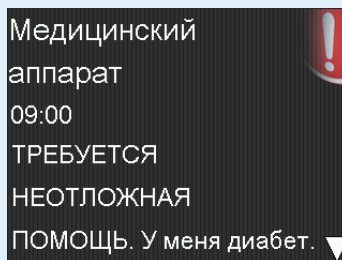 Медицинский
аппарат
09:00
ТРЕБУЕТСЯ
НЕОТЛОЖНАЯ
ПОМОЩЬ. У меня диабет.